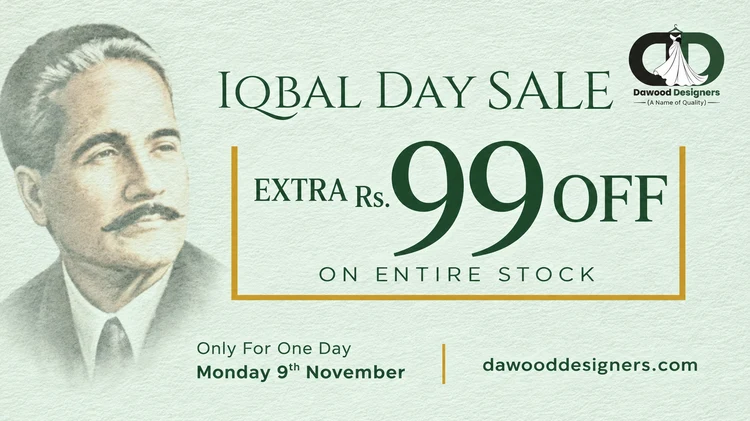 IQBAL DAY SALE
Dawood Designers
(A Name of Quality)
EXTRA Rs. 99 OFF
ON ENTIRE STOCK
Only For One Day
Monday 9th November
dawooddesigners.com